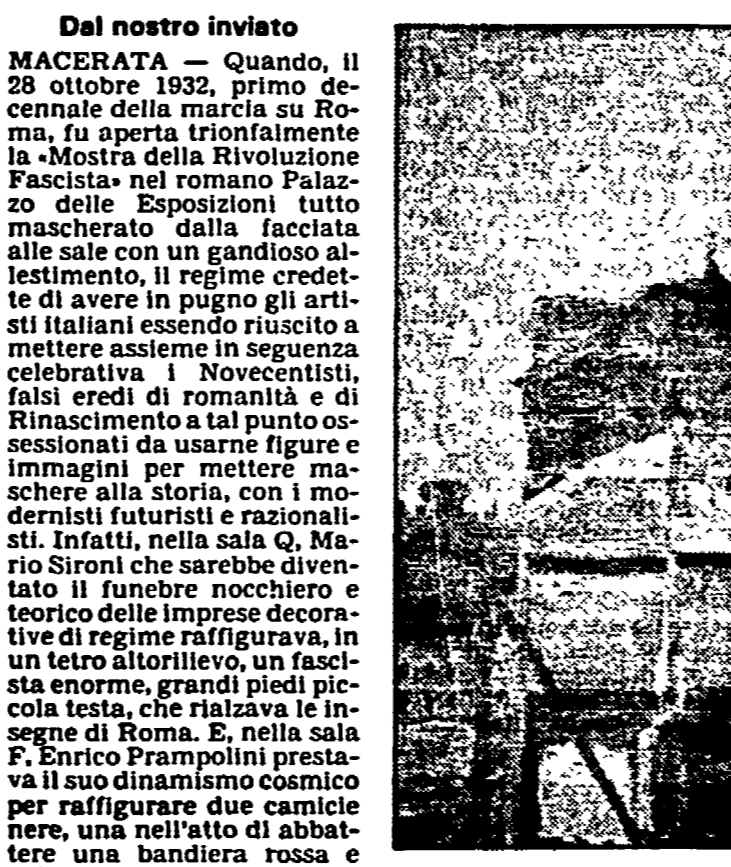 Dal nostro inviato
MACERATA — Quando, il
28 ottobre 1932, primo de-
cennale della marcia su Ro-
ma, fu aperta trionfalmente
la «Mostra della Rivoluzione
Fascista» nel romano Palaz-
zo delle Esposizioni tutto
mascherato dalla facciata
alle sale con un gandioso al-
lestimento, il regime credet-
te di avere in pugno gli arti-
sti italiani essendo riuscito a
mettere assieme in seguenza
celebrativa i Novecentisti,
falsi eredi di romanità e di
Rinascimento a tal punto os-
sessionati da usarne figure e
immagini per mettere ma-
schere alla storia, con i mo-
dernisti futuristi e razionali-
sti. Infatti, nella sala Q, Ma-
rio Sironi che sarebbe diven-
tato il funebre nocchiero e
teorico delle imprese decora-
tive di regime raffigurava, in
un tetro altorilievo, un fasci-
sta enorme, grandi piedi pic-
cola testa, che rialzava le in-
segne di Roma. E, nella sala
F. Enrico Prampolini presta-
va il suo dinamismo cosmico
per raffigurare due camicie
nere, una nell'atto di abbat-
tere una bandiera rossa e